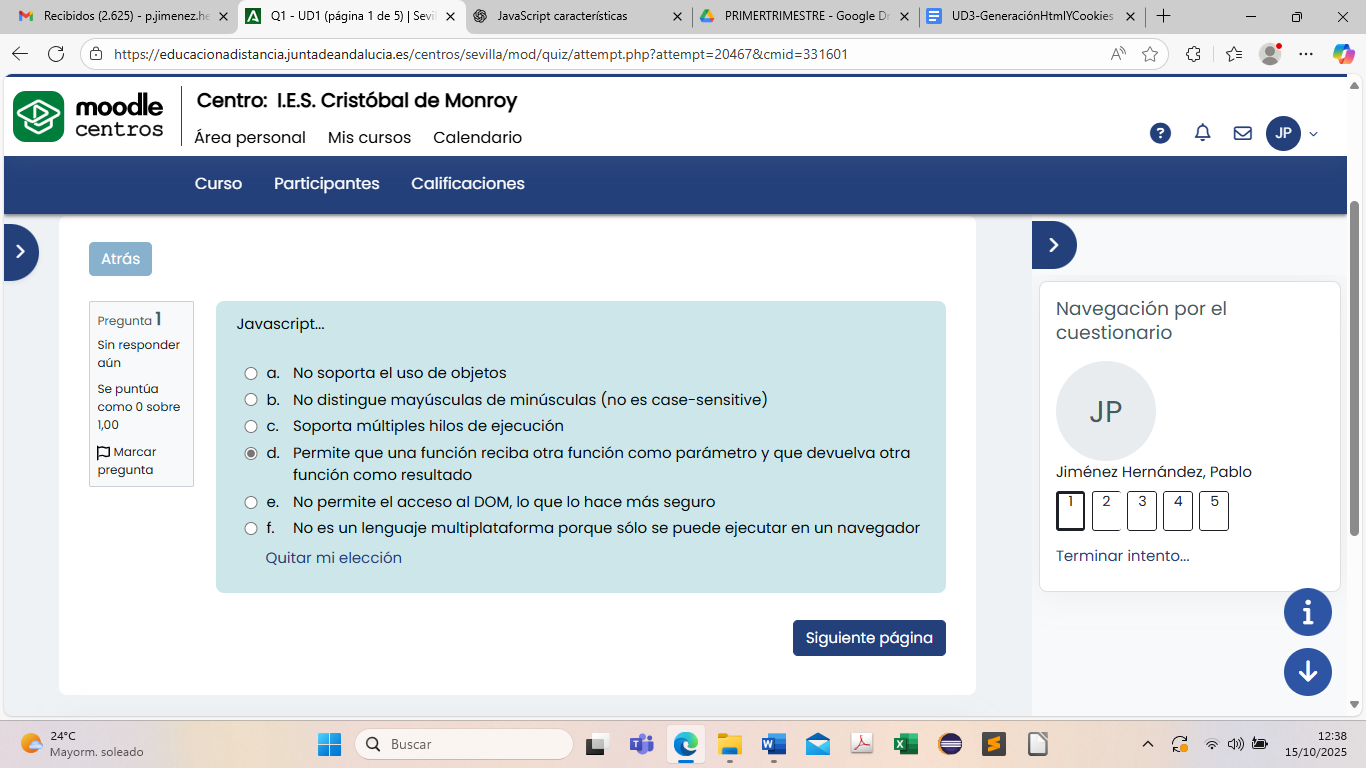 Recibidos (2.625) - p.jimenez.he
Q1 - UD1 (página 1 de 5) | Sevi
JavaScript características
PRIMERTRIMESTRE - Google Dr
UD3-GeneraciónHtmlYCookies
https://educacionadistancia.juntadeandalucia.es/centros/sevilla/mod/quiz/attempt.php?attempt=20467&cmid=331601
moodle
centros
Centro: I.E.S. Cristóbal de Monroy
Área personal Mis cursos Calendario
? JP
Curso Participantes Calificaciones
Atrás
Pregunta 1
Sin responder
aún
Se puntúa
como 0 sobre
1,00
Marcar
pregunta
Javascript...
a. No soporta el uso de objetos
b. No distingue mayúsculas de minúsculas (no es case-sensitive)
c. Soporta múltiples hilos de ejecución
d. Permite que una función reciba otra función como parámetro y que devuelva otra
función como resultado
e. No permite el acceso al DOM, lo que lo hace más seguro
f. No es un lenguaje multiplataforma porque sólo se puede ejecutar en un navegador
Quitar mi elección
Siguiente página
Navegación por el
cuestionario
JP
Jiménez Hernández, Pablo
1 2 3 4 5
Terminar intento...
24°C
Mayorm. soleado
Buscar
12:38
15/10/2025